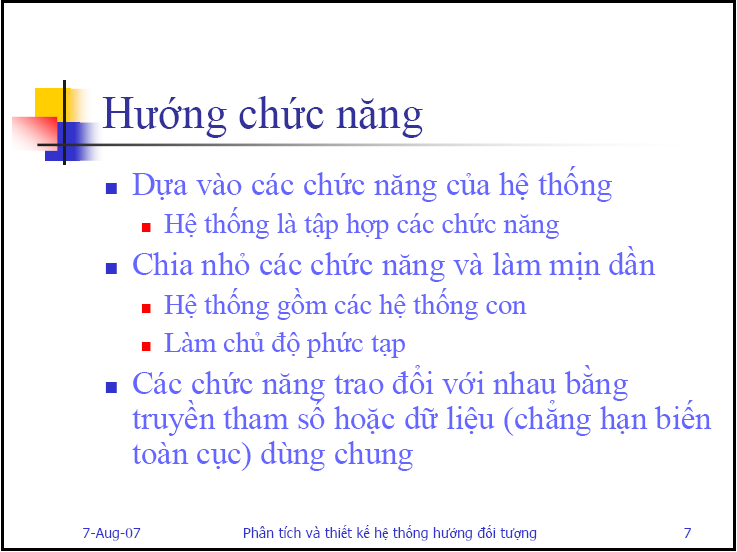 Hướng chức năng
Dựa vào các chức năng của hệ thống
Hệ thống là tập hợp các chức năng
Chia nhỏ các chức năng và làm mịn dần
Hệ thống gồm các hệ thống con
Làm chủ độ phức tạp
Các chức năng trao đổi với nhau bằng
truyền tham số hoặc dữ liệu (chẳng hạn biến
toàn cục) dùng chung
7-Aug-07 Phân tích và thiết kế hệ thống hướng đối tượng 7